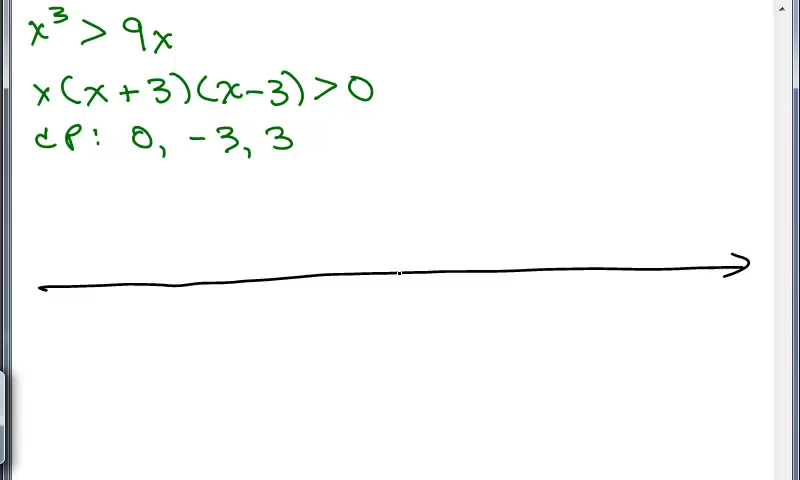 x³ > 9x
x(x+3)(x-3) > 0
CP: 0, -3, 3